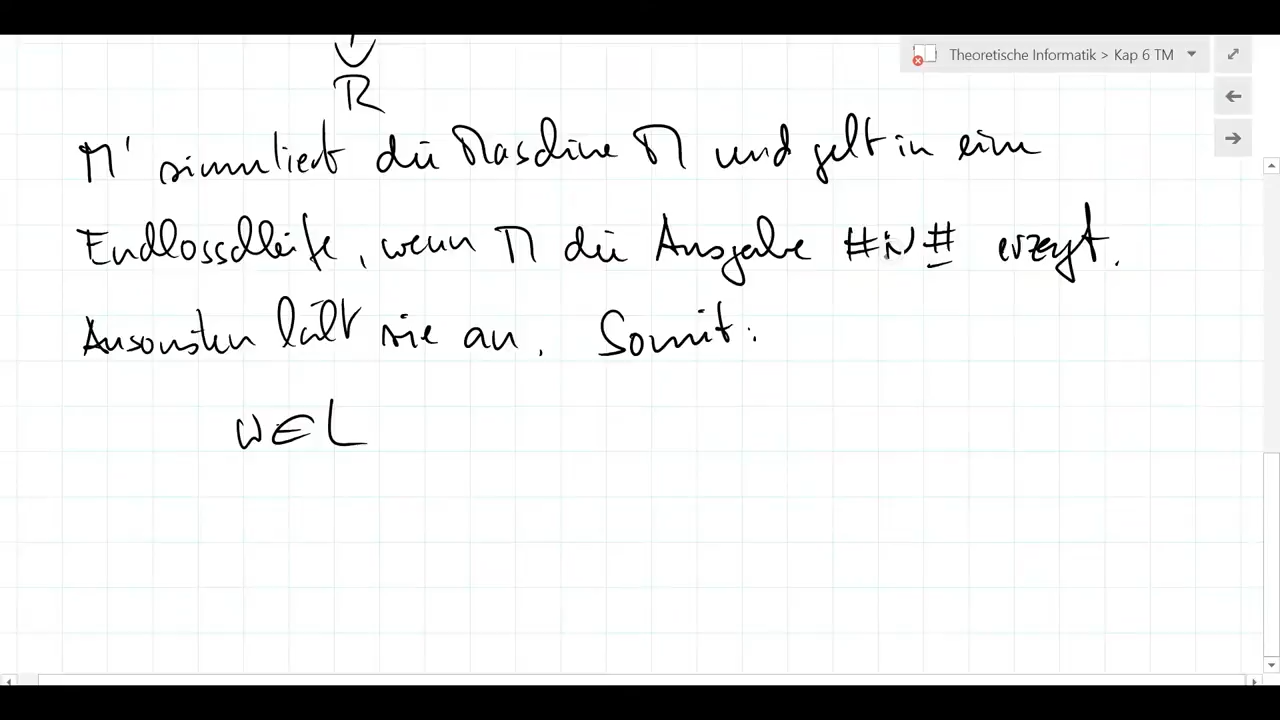 Theoretische Informatik > Kap 6 TM
R
M' simuliert die Maschine M und geht in eine
Endlosschleife, wenn M die Ausgabe #N# erzeugt.
Ansonsten hält sie an. Somit:
w∈L